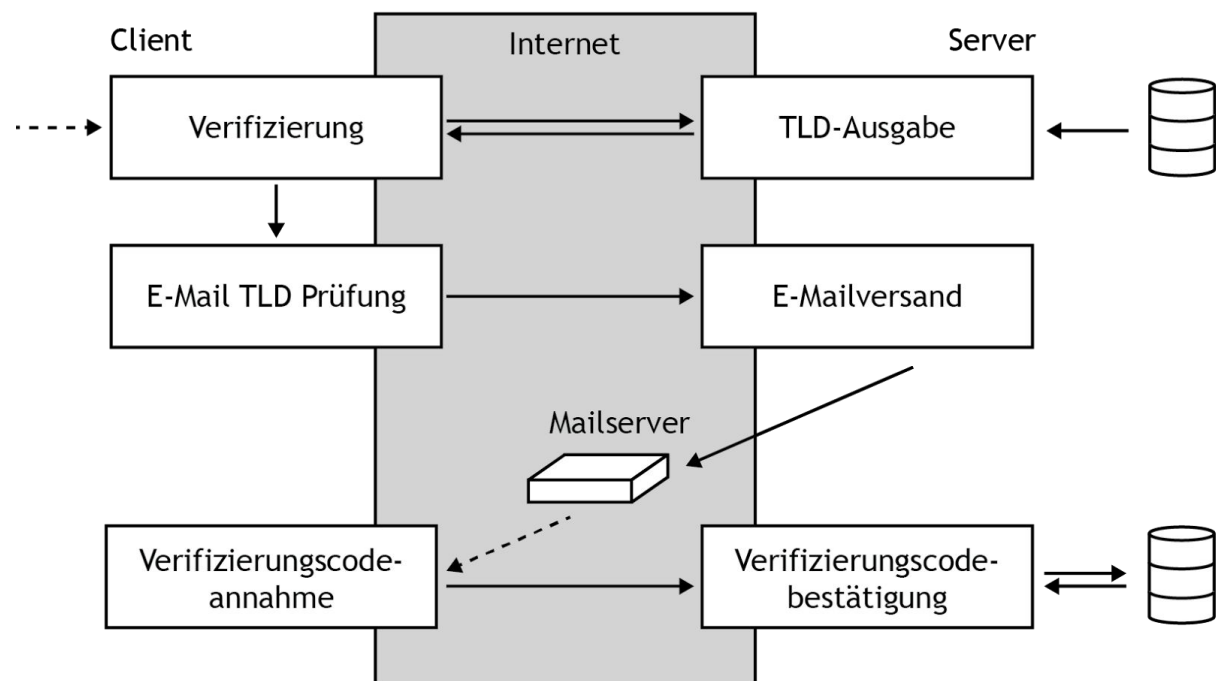 Client
Internet
Server
Verifizierung
TLD-Ausgabe
E-Mail TLD Prüfung
E-Mailversand
Mailserver
Verifizierungscode-
annahme
Verifizierungscode-
bestätigung